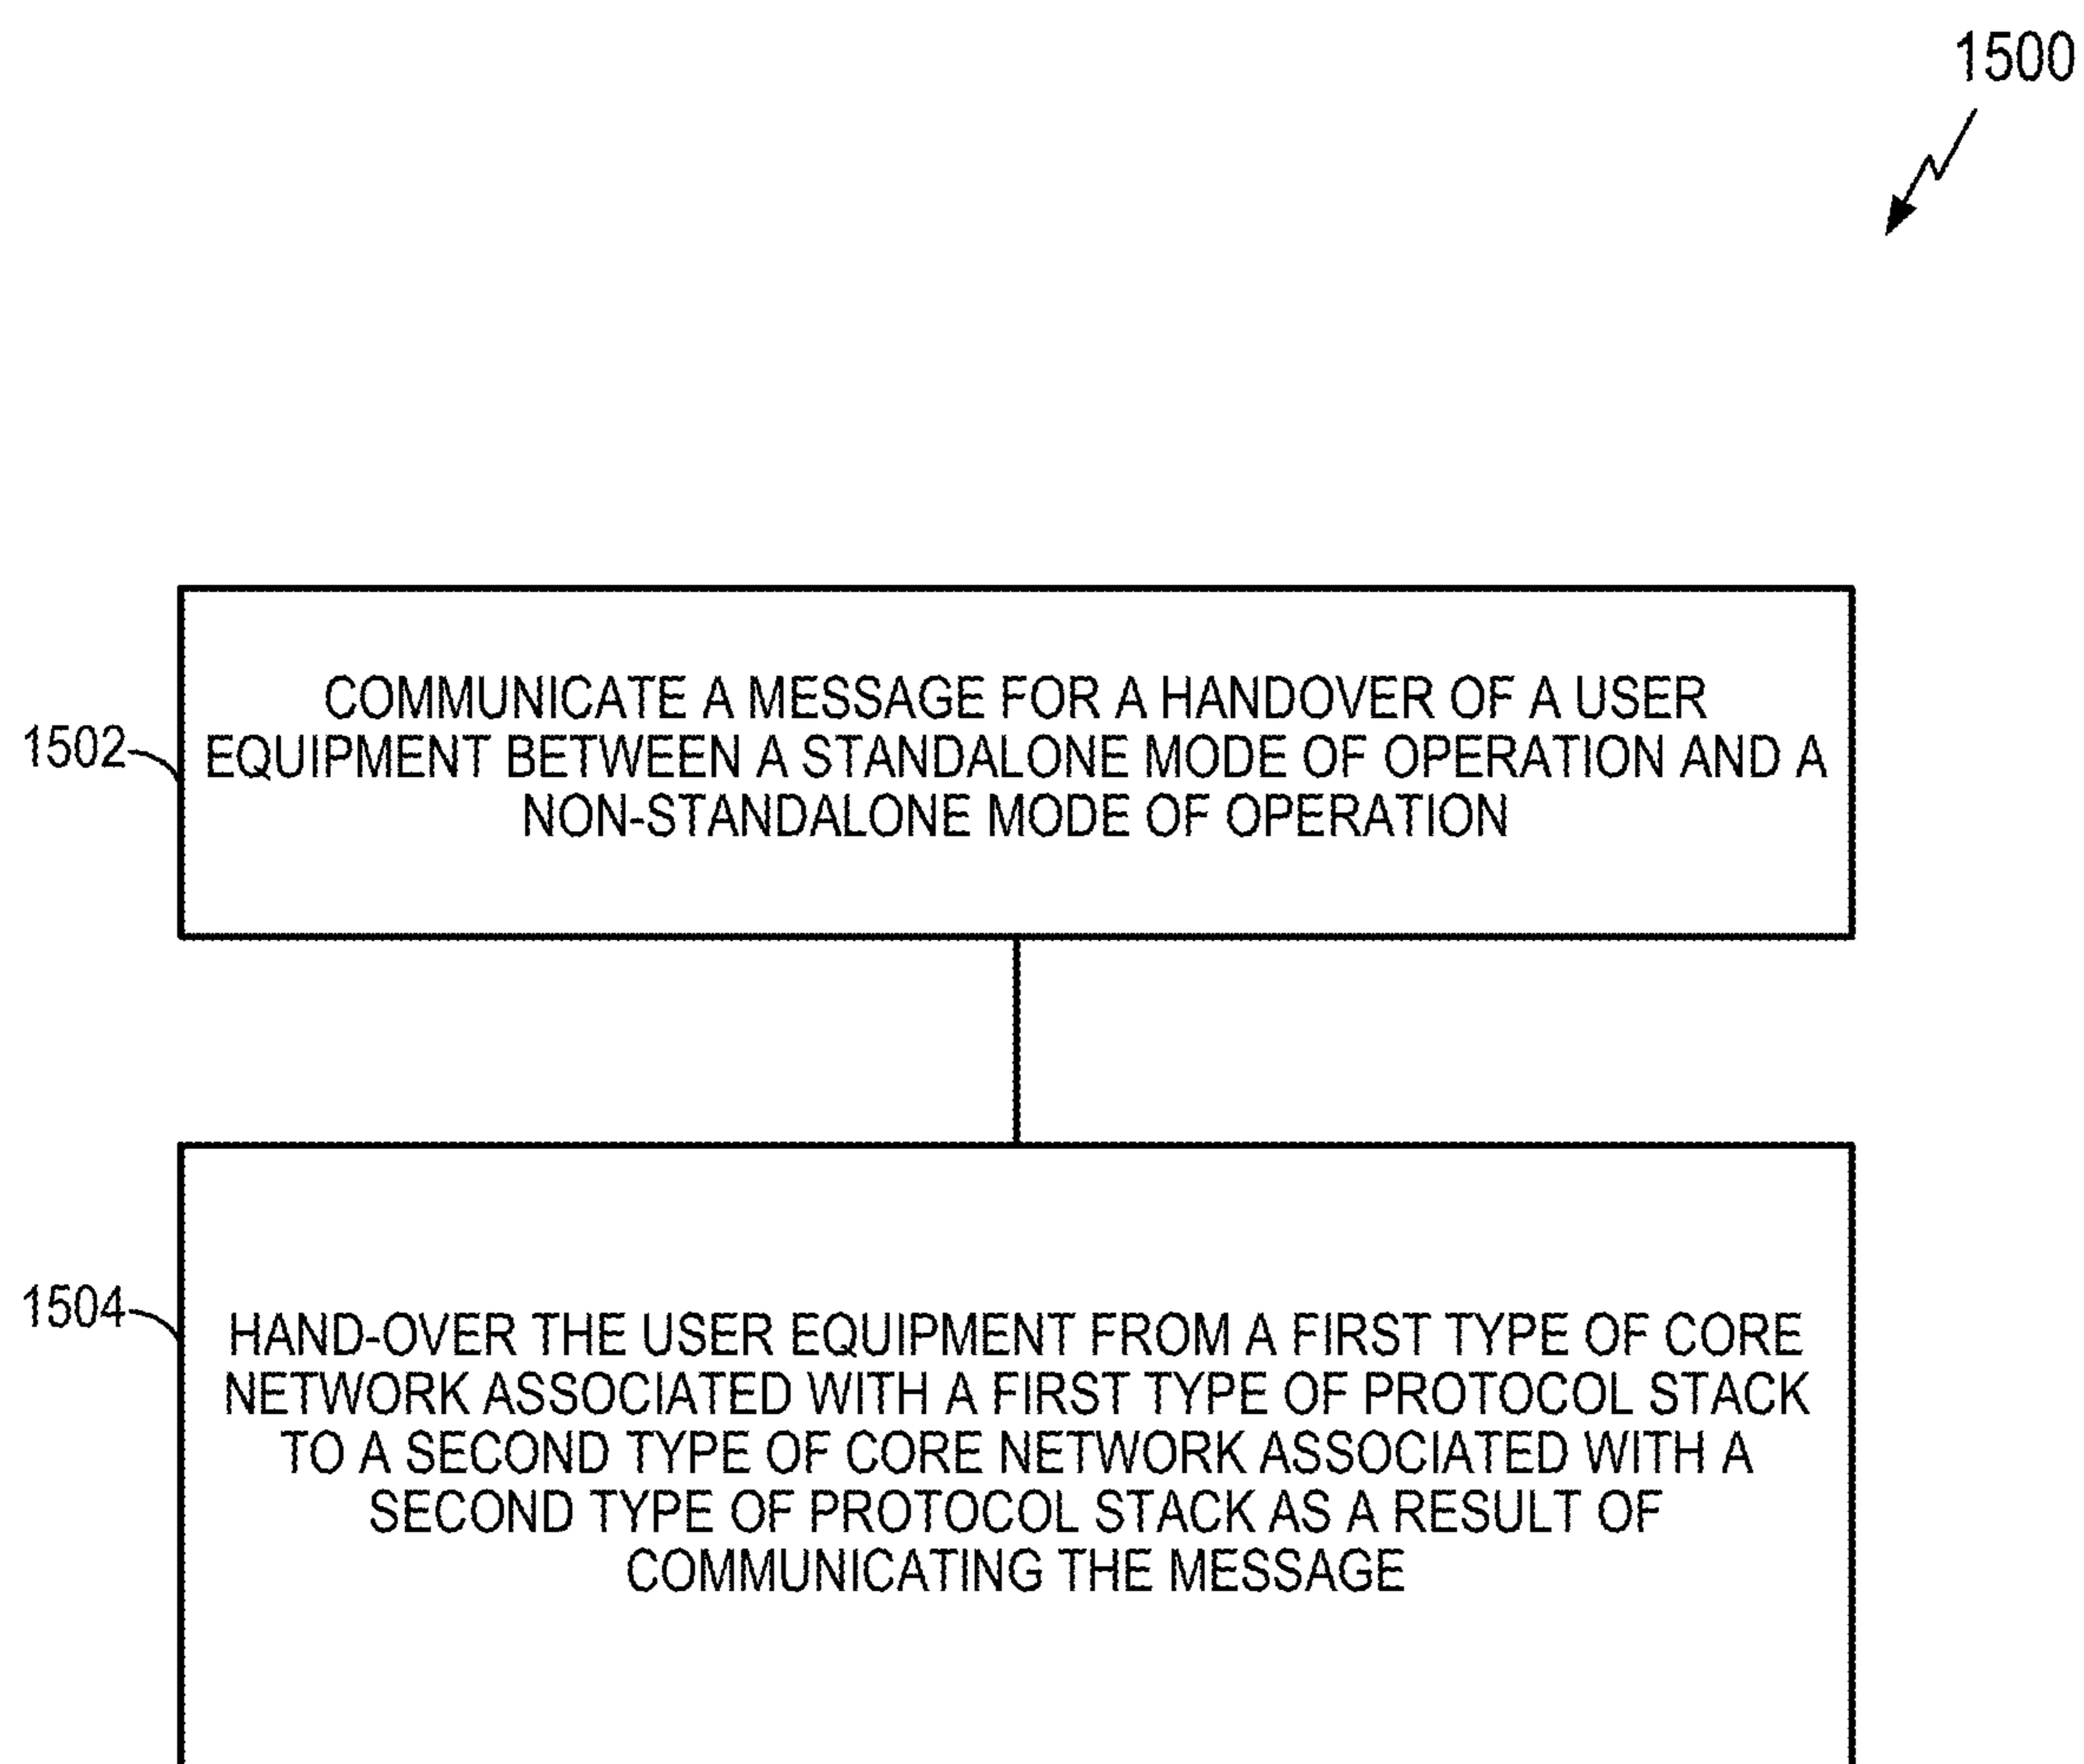 1500
1502
COMMUNICATE A MESSAGE FOR A HANDOVER OF A USER
EQUIPMENT BETWEEN A STANDALONE MODE OF OPERATION AND A
NON-STANDALONE MODE OF OPERATION
1504
HAND-OVER THE USER EQUIPMENT FROM A FIRST TYPE OF CORE
NETWORK ASSOCIATED WITH A FIRST TYPE OF PROTOCOL STACK
TO A SECOND TYPE OF CORE NETWORK ASSOCIATED WITH A
SECOND TYPE OF PROTOCOL STACK AS A RESULT OF
COMMUNICATING THE MESSAGE